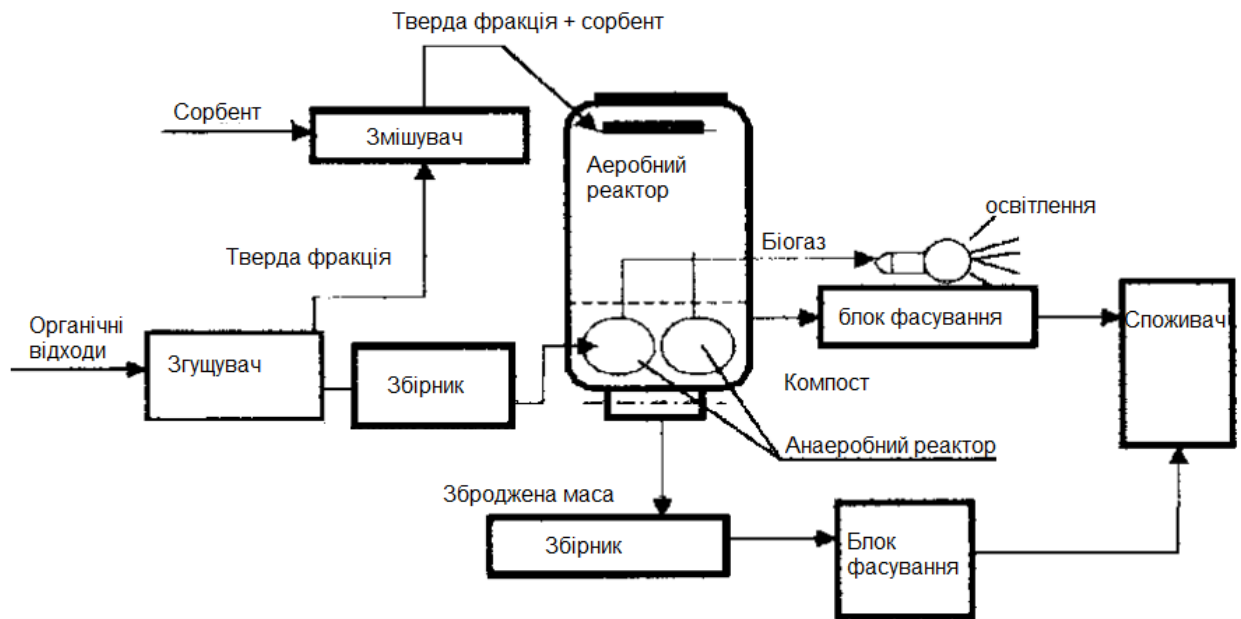 Тверда фракція + сорбент
Сорбент
Змішувач
Аеробний
реактор
освітлення
Біогаз
Тверда фракція
Органічні
відходи
Згущувач
Збірник
блок фасування
Споживач
Компост
Анаеробний реактор
Зброджена маса
Збірник
Блок
фасування